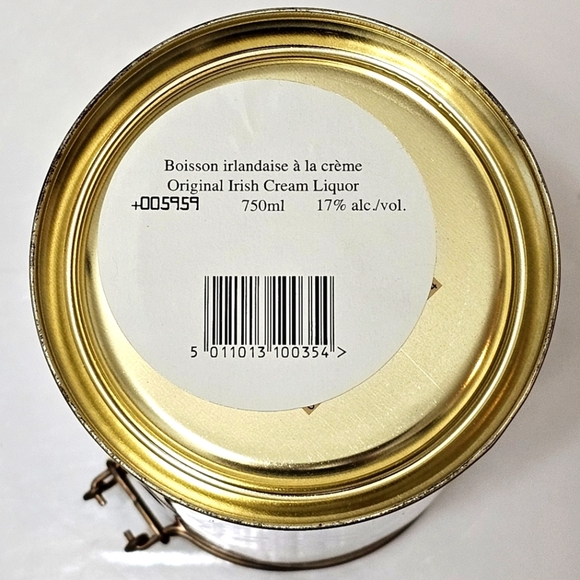 Boisson irlandaise à la crème
Original Irish Cream Liquor
+005959 750ml 17% alc./vol.
5 011013 100354 >